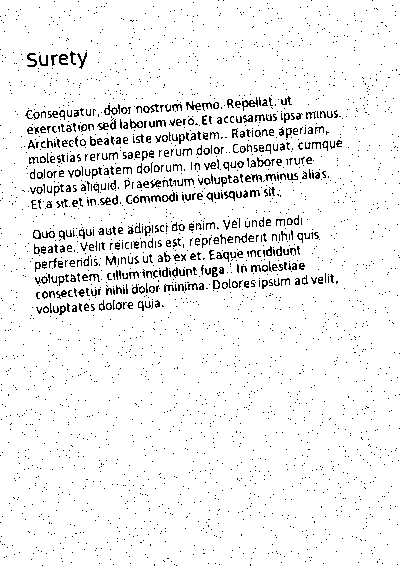 Surety
Consequatur, dolor nostrum Nemo. Repellat, ut
exercitation sed laborum vero. Et accusamus ipsa minus.
Architecto beatae iste voluptatem. Ratione aperiam,
molestias rerum saepe rerum dolor. Consequat, cumque
dolore voluptatem dolorum. In vel quo labore irure
voluptas aliquid. Praesentium voluptatem minus alias.
Et a sit et in sed. Commodi iure quisquam sit.
Quo qui qui aute adipisci do enim. Vel unde modi
beatae. Velit reiciendis est, reprehenderit nihil quis
perferendis. Minus ut ab ex et. Eaque incididunt
voluptatem, cillum incididunt fuga. In molestiae
consectetur nihil dolor minima. Dolores ipsum ad velit,
voluptates dolore quia.